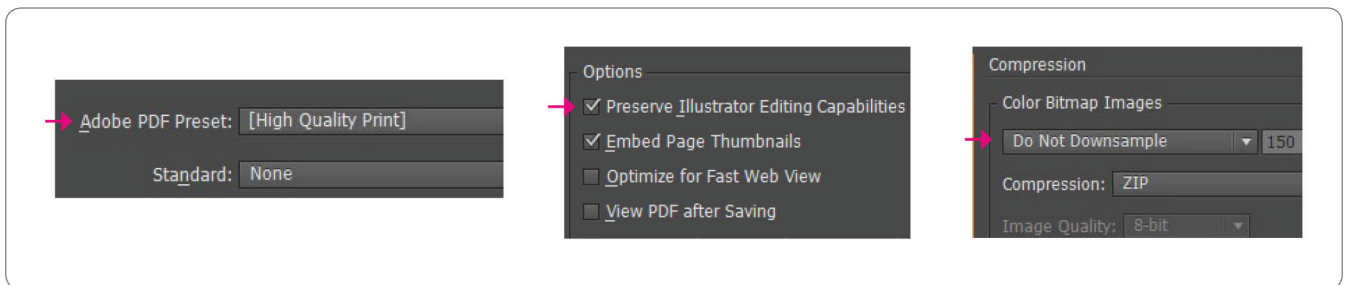 Adobe PDF Preset: [High Quality Print]
Standard: None
Options
Preserve Illustrator Editing Capabilities
Embed Page Thumbnails
Optimize for Fast Web View
View PDF after Saving
Compression
Color Bitmap Images
Do Not Downsample 150
Compression: ZIP
Image Quality: 8-bit